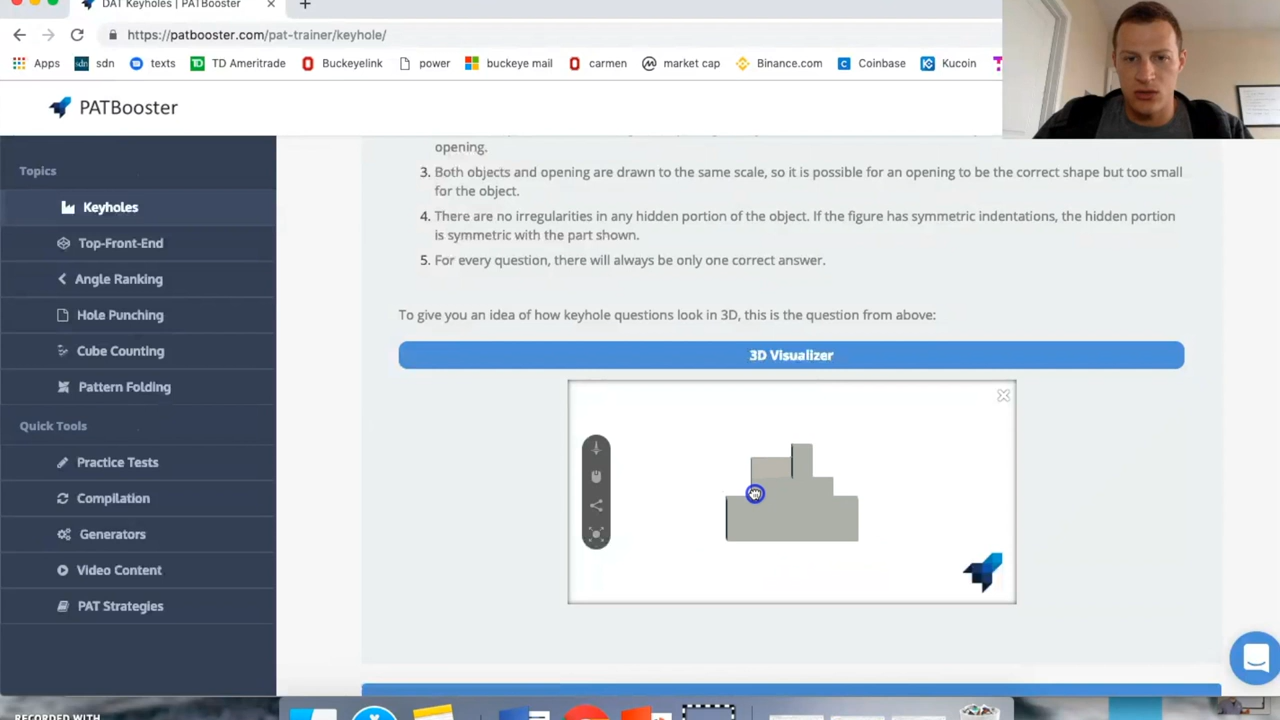 DAT Keyholes | PATBooster
https://patbooster.com/pat-trainer/keyhole/
Apps sdn texts TD Ameritrade Buckeyelink power buckeye mail carmen market cap Binance.com Coinbase Kucoin
PATBooster
Topics
Keyholes
Top-Front-End
Angle Ranking
Hole Punching
Cube Counting
Pattern Folding
Quick Tools
Practice Tests
Compilation
Generators
Video Content
PAT Strategies
opening.
3. Both objects and opening are drawn to the same scale, so it is possible for an opening to be the correct shape but too small
for the object.
4. There are no irregularities in any hidden portion of the object. If the figure has symmetric indentations, the hidden portion
is symmetric with the part shown.
5. For every question, there will always be only one correct answer.
To give you an idea of how keyhole questions look in 3D, this is the question from above:
3D Visualizer
RECORDED WITH